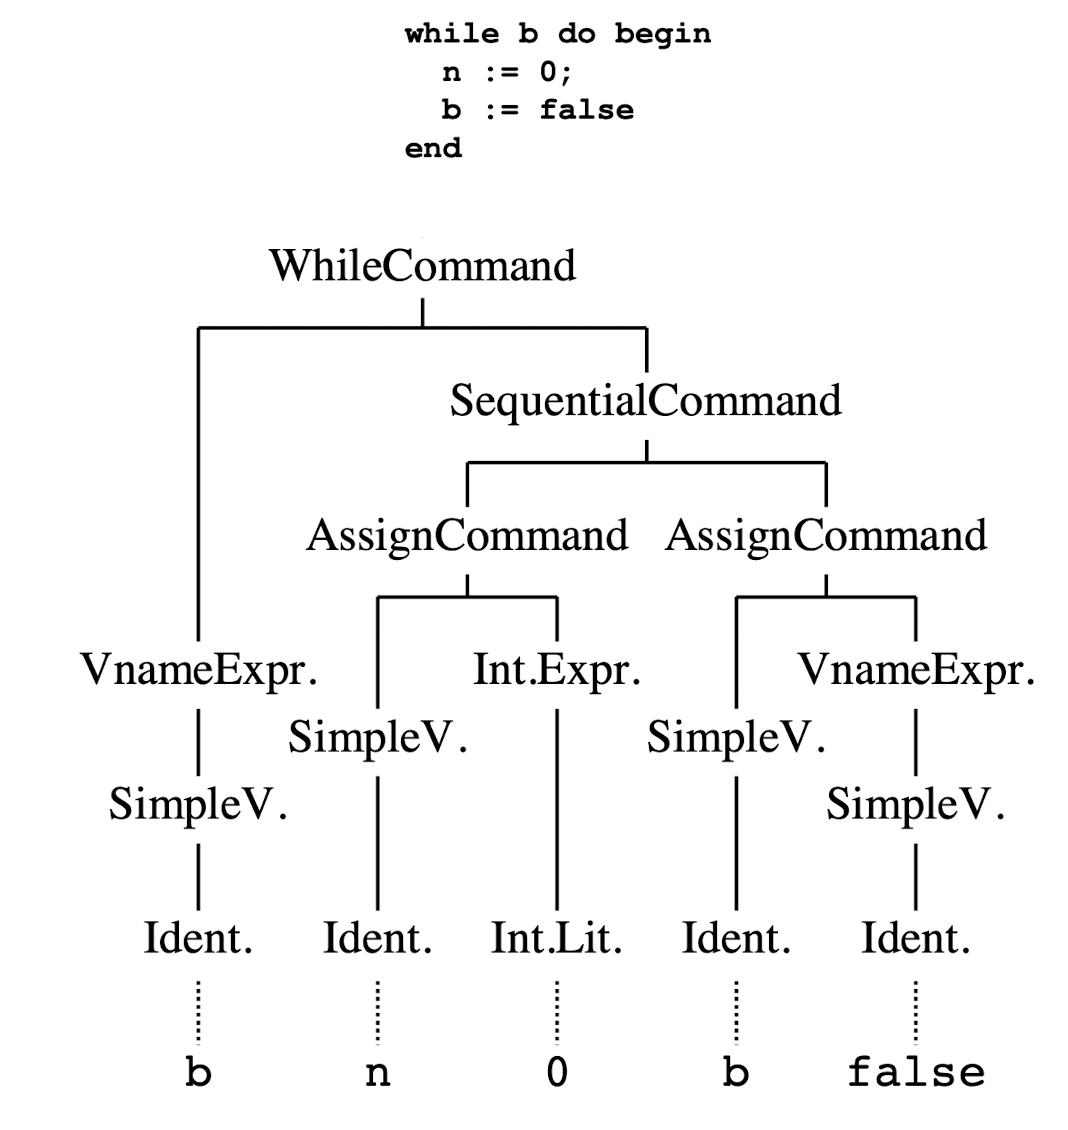 while b do begin
n := 0;
b := false
end
WhileCommand
SequentialCommand
AssignCommand AssignCommand
VnameExpr. Int.Expr. VnameExpr.
SimpleV. SimpleV.
SimpleV. SimpleV.
Ident. Ident. Int.Lit. Ident. Ident.
b n 0 b false